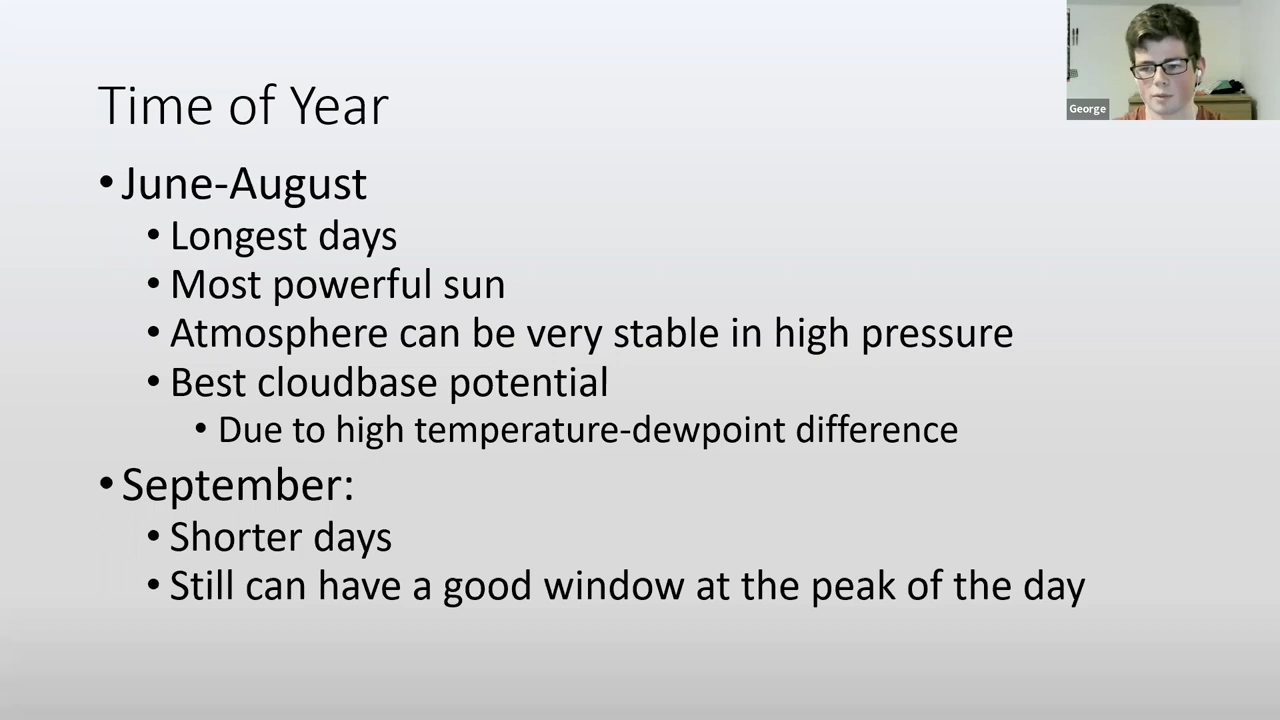 Time of Year
George
• June-August
• Longest days
• Most powerful sun
• Atmosphere can be very stable in high pressure
• Best cloudbase potential
• Due to high temperature-dewpoint difference
• September:
• Shorter days
• Still can have a good window at the peak of the day